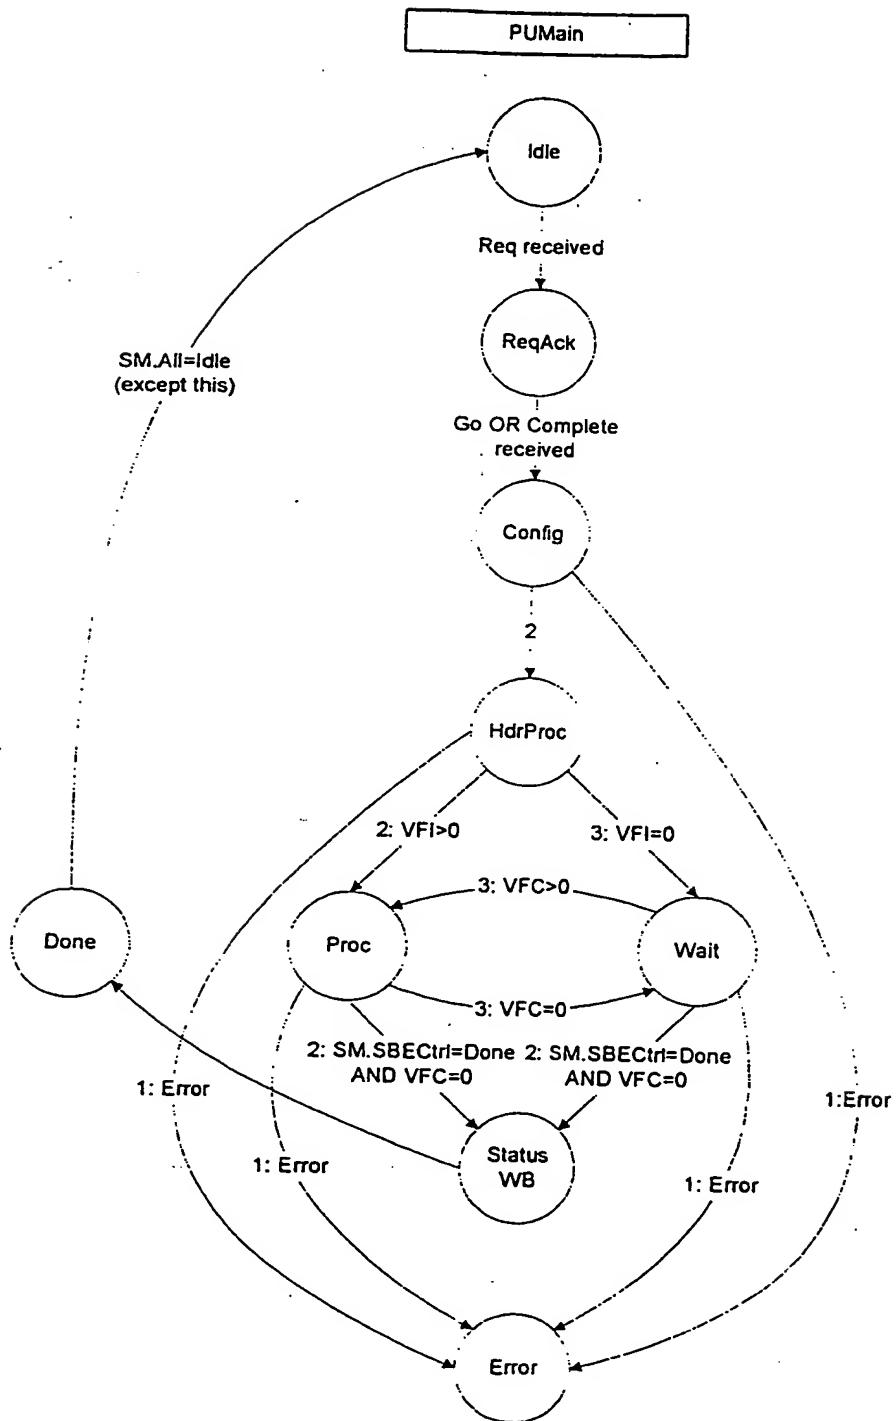 PUMain
Idle
Req received
ReqAck
SM.All=Idle
(except this)
Go OR Complete
received
Config
2
HdrProc
2: VFI>0
3: VFI=0
3: VFC>0
Done
Proc
Wait
3: VFC=0
2: SM.SBECtrl=Done
AND VFC=0
2: SM.SBECtrl=Done
AND VFC=0
1: Error
1:Error
Status
WB
1: Error
1: Error
Error